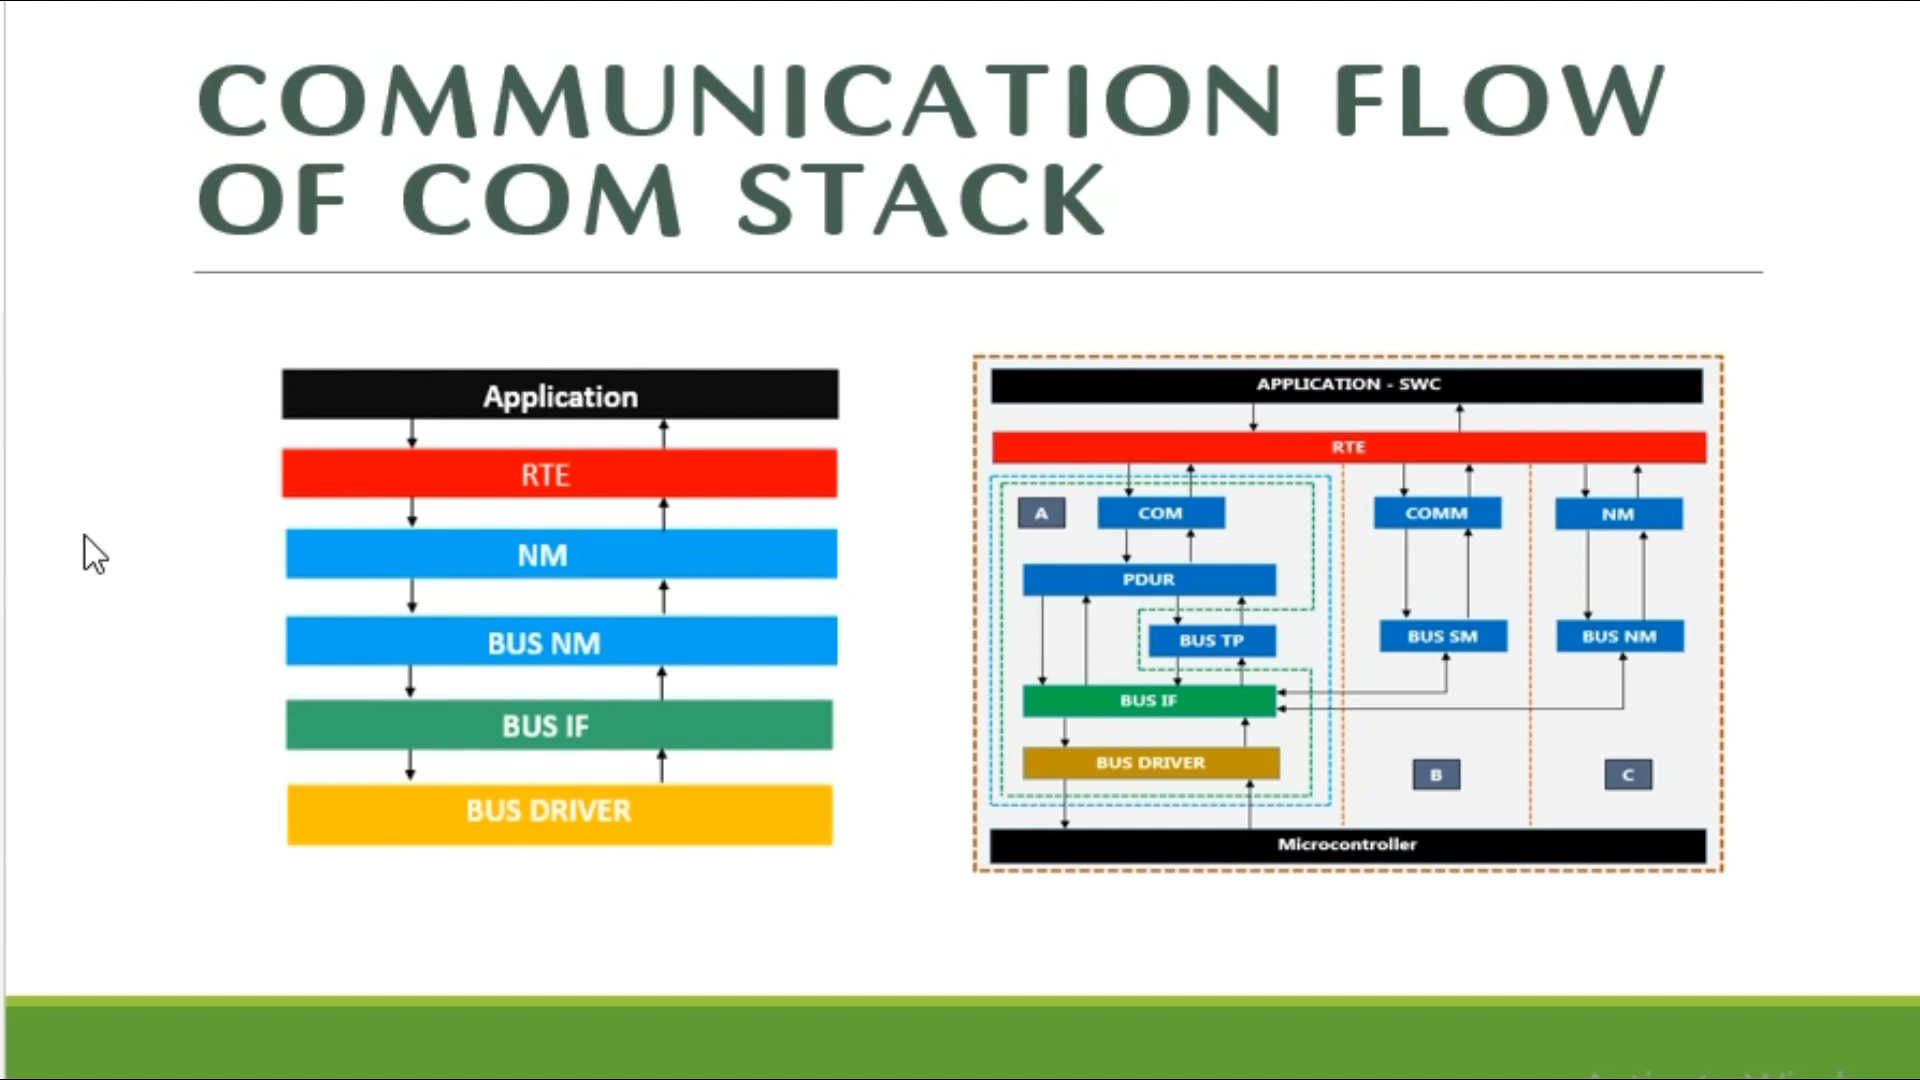 COMMUNICATION FLOW
OF COM STACK
Application
RTE
NM
BUS NM
BUS IF
BUS DRIVER
APPLICATION - SWC
RTE
A
COM
COMM
NM
PDUR
BUS TP
BUS SM
BUS NM
BUS IF
BUS DRIVER
B
C
Microcontroller